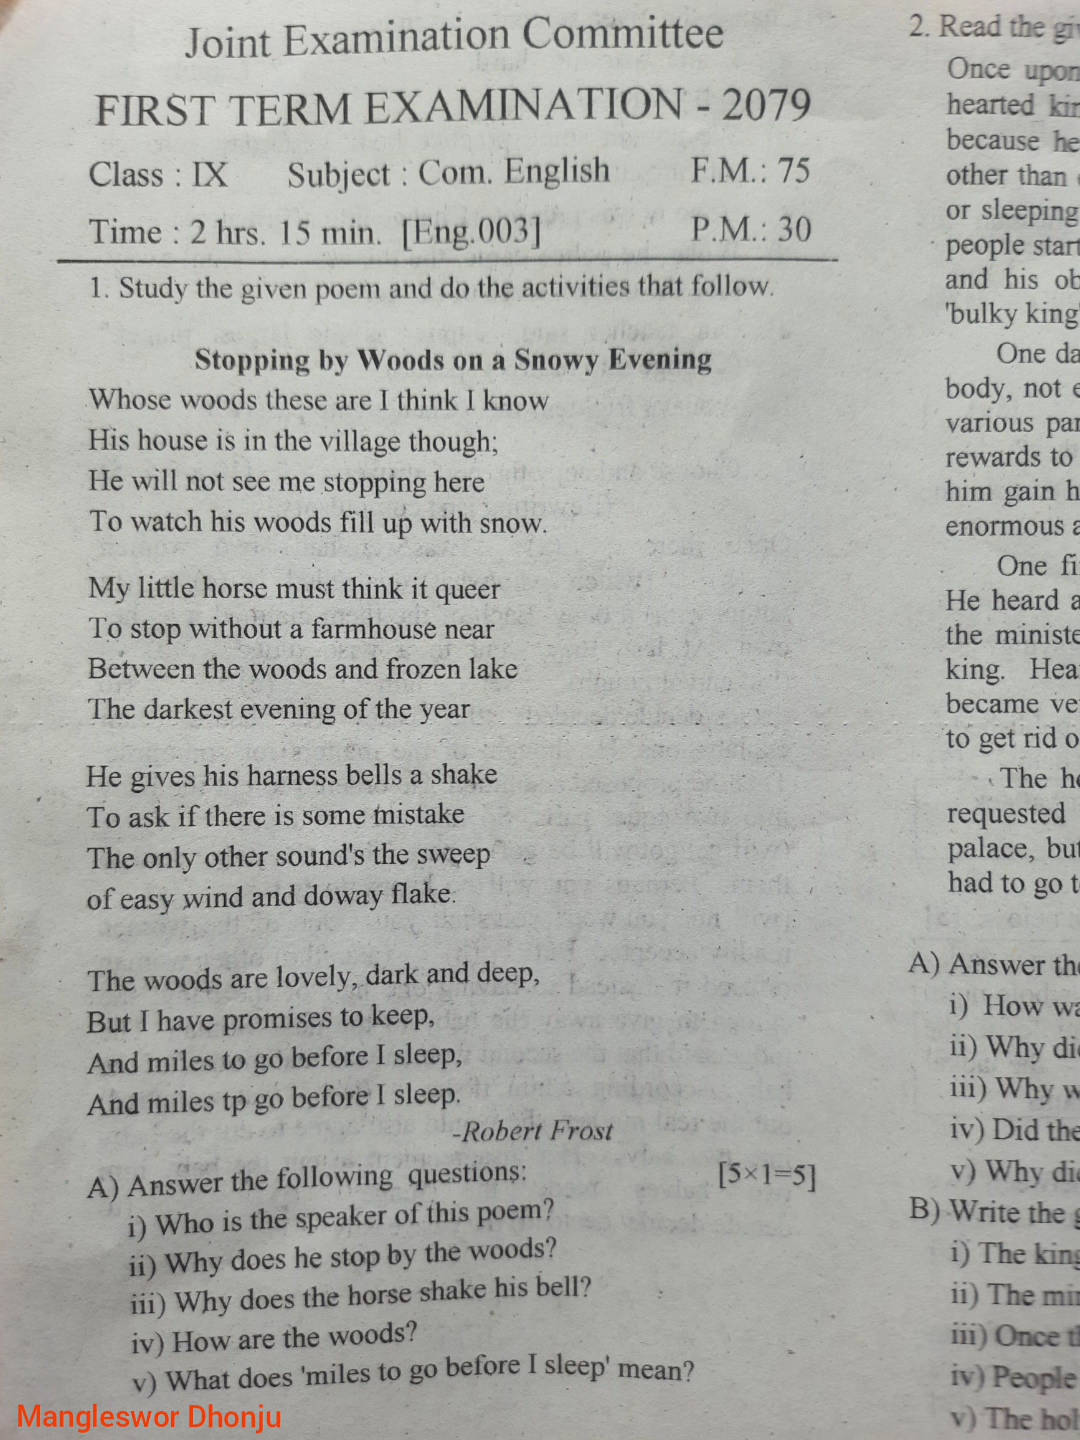 Joint Examination Committee
FIRST TERM EXAMINATION - 2079
Class : IX Subject : Com. English F.M.: 75
Time : 2 hrs. 15 min. [Eng.003] P.M.: 30
1. Study the given poem and do the activities that follow.
Stopping by Woods on a Snowy Evening
Whose woods these are I think I know
His house is in the village though;
He will not see me stopping here
To watch his woods fill up with snow.
My little horse must think it queer
To stop without a farmhouse near
Between the woods and frozen lake
The darkest evening of the year
He gives his harness bells a shake
To ask if there is some mistake
The only other sound's the sweep
of easy wind and doway flake.
The woods are lovely, dark and deep,
But I have promises to keep,
And miles to go before I sleep,
And miles tp go before I sleep.
-Robert Frost
A) Answer the following questions: [5×1=5]
i) Who is the speaker of this poem?
ii) Why does he stop by the woods?
iii) Why does the horse shake his bell?
iv) How are the woods?
v) What does 'miles to go before I sleep' mean?
2. Read the
Once upon
hearted
because he
other than
or sleeping
people
and his
'bulky king'
One
body, not
various
rewards to
him gain
enormous
One
He heard
the
king.
became
to get rid
The
requested
palace, but
had to go
A) Answer the
i) How
ii) Why
iii) Why
iv) Did the
v) Why
B) Write the
i) The
ii) The
iii) Once
iv) People
v) The
Mangleswor Dhonju